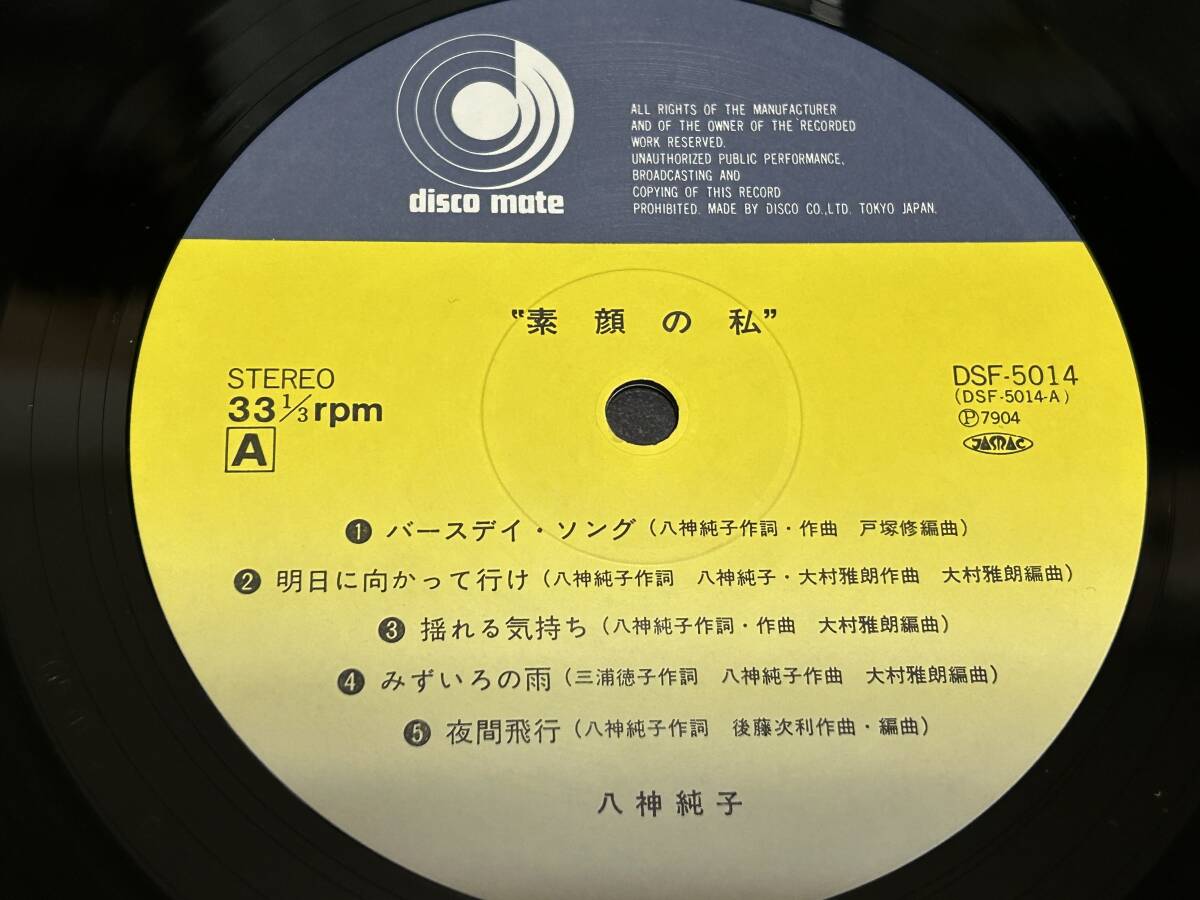 disco mate
ALL RIGHTS OF THE MANUFACTURER
AND OF THE OWNER OF THE RECORDED
WORK RESERVED.
UNAUTHORIZED PUBLIC PERFORMANCE,
BROADCASTING AND
COPYING OF THIS RECORD
PROHIBITED. MADE BY DISCO CO.,LTD. TOKYO JAPAN.
“素顔の私”
STEREO
33 1/3 rpm
A
DSF-5014
(DSF-5014-A)
Ⓟ7904
JASRAC
❶ バースデイ・ソング (八神純子作詞・作曲 戸塚修編曲)
❷ 明日に向かって行け (八神純子作詞 八神純子・大村雅朗作曲 大村雅朗編曲)
❸ 揺れる気持ち (八神純子作詞・作曲 大村雅朗編曲)
❹ みずいろの雨 (三浦徳子作詞 八神純子作曲 大村雅朗編曲)
❺ 夜間飛行 (八神純子作詞 後藤次利作曲・編曲)
八神純子